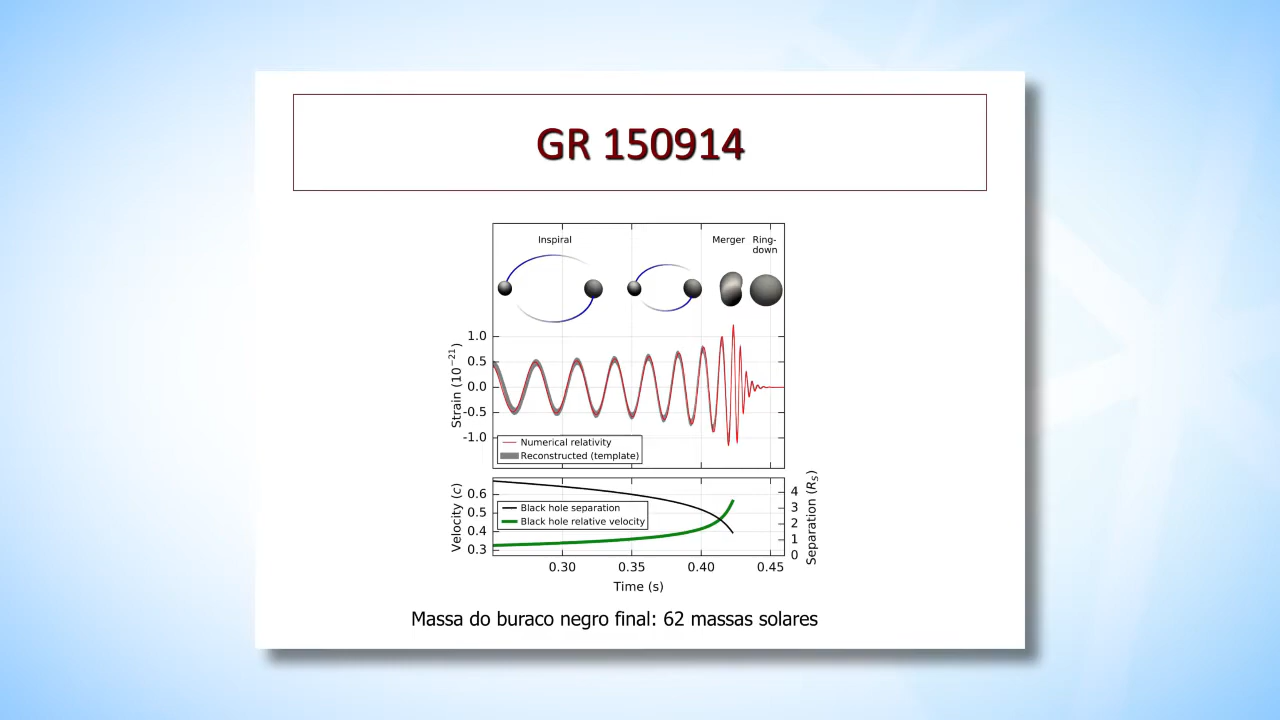 GR 150914
Inspiral
Merger
Ring-
down
Strain (10⁻²¹)
1.0
0.5
0.0
-0.5
-1.0
Numerical relativity
Reconstructed (template)
Velocity (c)
0.6
0.5
0.4
0.3
Black hole separation
Black hole relative velocity
4
3
2
1
0
Separation (R_S)
0.30 0.35 0.40 0.45
Time (s)
Massa do buraco negro final: 62 massas solares